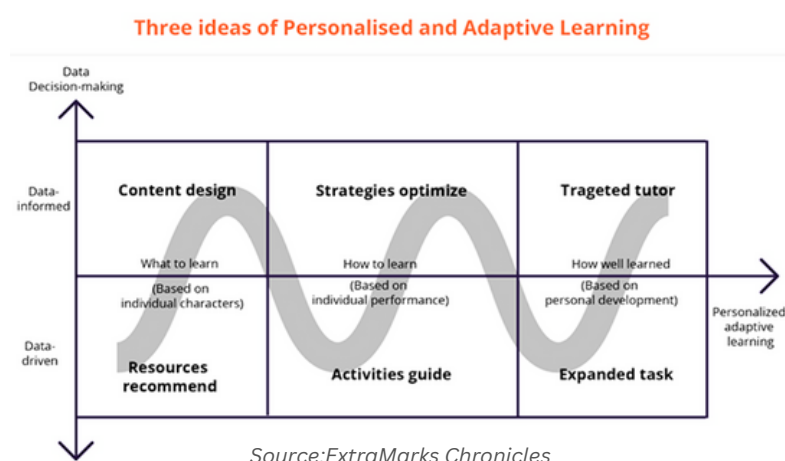 Three ideas of Personalised and Adaptive Learning
Data
Decision-making
Data-
informed
Content design
Strategies optimize
Trageted tutor
What to learn
How to learn
How well learned
(Based on
individual characters)
(Based on
individual performance)
(Based on
personal development)
Personalized
adaptive
learning
Data-
driven
Resources
recommend
Activities guide
Expanded task
Source:ExtraMarks Chronicles